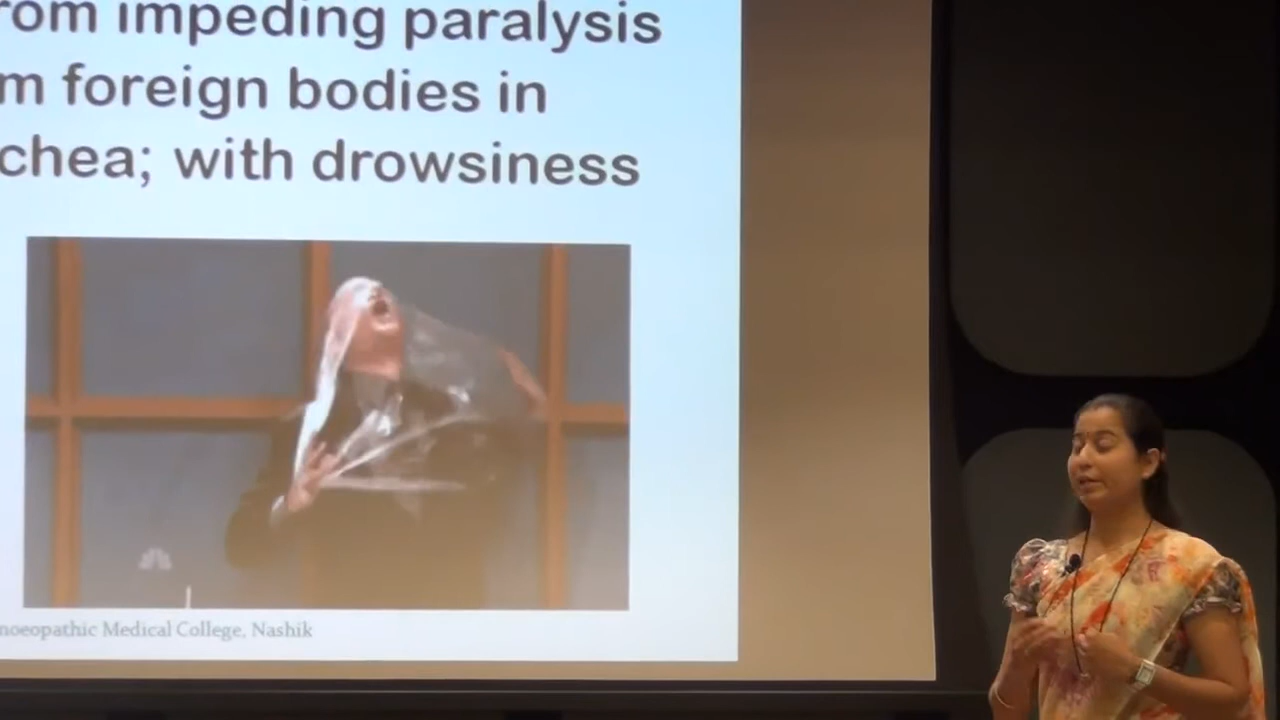 rom impeding paralysis
m foreign bodies in
chea; with drowsiness
noeopathic Medical College, Nashik